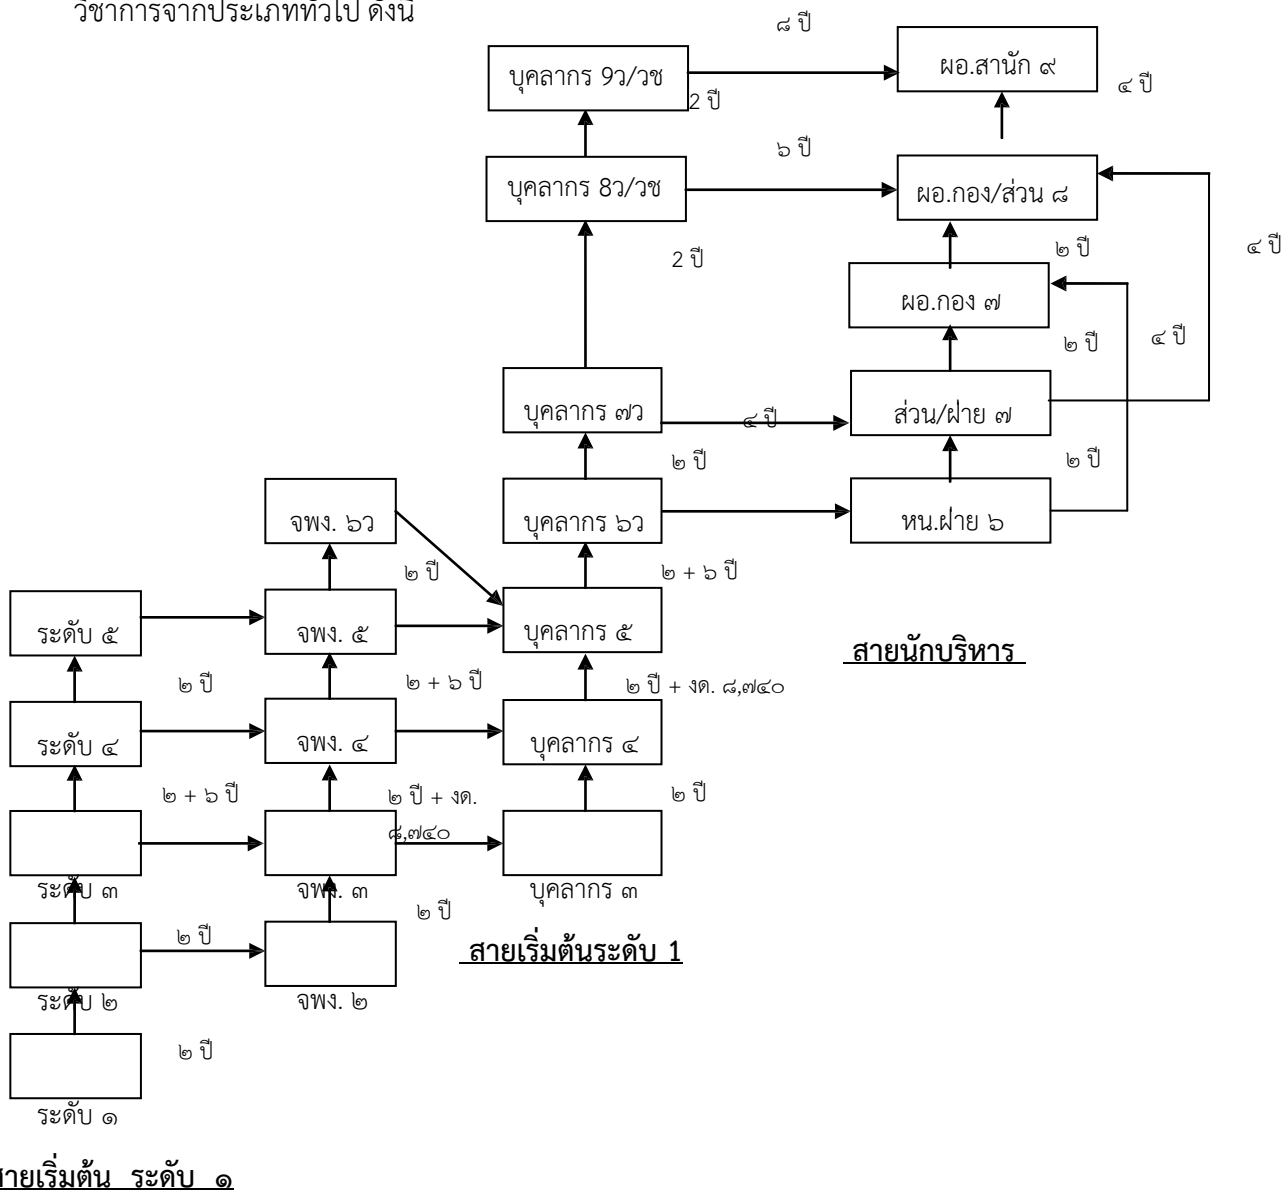 วิชาการจากประเภททั่วไป ดังนี้
๘ ปี
บุคลากร 9ว/วช
ผอ.สานัก ๙
2 ปี
๔ ปี
๖ ปี
บุคลากร 8ว/วช
ผอ.กอง/ส่วน ๘
2 ปี
๒ ปี
๔ ปี
ผอ.กอง ๗
๒ ปี
๔ ปี
บุคลากร ๗ว
๔ ปี
ส่วน/ฝ่าย ๗
๒ ปี
๒ ปี
จพง. ๖ว
บุคลากร ๖ว
หน.ฝ่าย ๖
๒ ปี
๒ + ๖ ปี
ระดับ ๕
จพง. ๕
บุคลากร ๕
สายนักบริหาร
๒ ปี
๒ + ๖ ปี
๒ ปี + งด. ๘,๗๔๐
ระดับ ๔
จพง. ๔
บุคลากร ๔
๒ + ๖ ปี
๒ ปี + งด.
๘,๗๔๐
๒ ปี
ระดับ ๓
จพง. ๓
บุคลากร ๓
๒ ปี
๒ ปี
สายเริ่มต้นระดับ 1
ระดับ ๒
จพง. ๒
๒ ปี
ระดับ ๑
สายเริ่มต้น ระดับ ๑